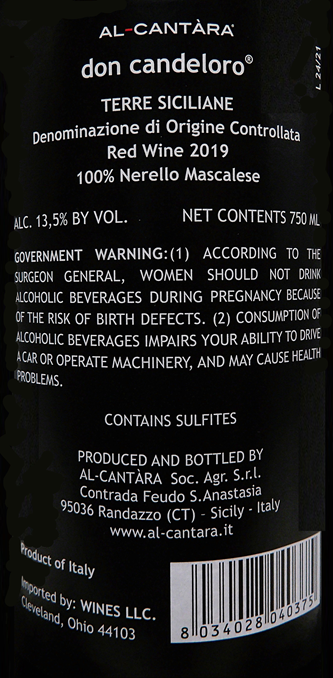 AL-CANTÀRA
don candeloro®
L 24/21
TERRE SICILIANE
Denominazione di Origine Controllata
Red Wine 2019
100% Nerello Mascalese
ALC. 13,5% BY VOL. NET CONTENTS 750 ML
GOVERNMENT WARNING:(1) ACCORDING TO THE
SURGEON GENERAL, WOMEN SHOULD NOT DRINK
ALCOHOLIC BEVERAGES DURING PREGNANCY BECAUSE
OF THE RISK OF BIRTH DEFECTS. (2) CONSUMPTION OF
ALCOHOLIC BEVERAGES IMPAIRS YOUR ABILITY TO DRIVE
A CAR OR OPERATE MACHINERY, AND MAY CAUSE HEALTH
PROBLEMS.
CONTAINS SULFITES
PRODUCED AND BOTTLED BY
AL-CANTÀRA Soc. Agr. S.r.l.
Contrada Feudo S.Anastasia
95036 Randazzo (CT) - Sicily - Italy
www.al-cantara.it
Product of Italy
Imported by: WINES LLC.
Cleveland, Ohio 44103
8 034028 040375